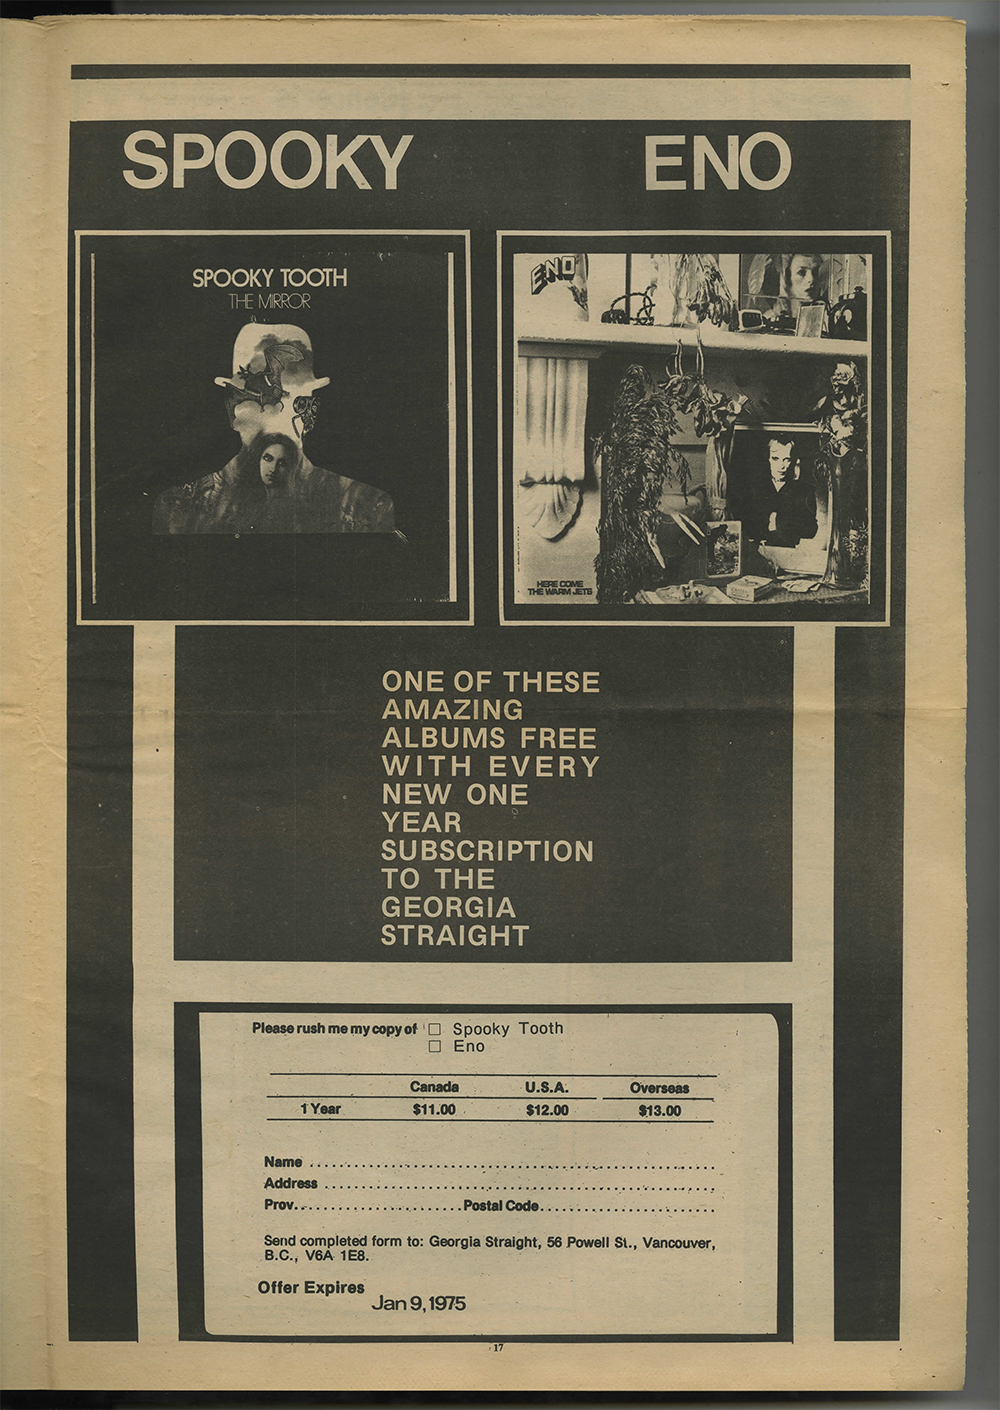 SPOOKY ENO
SPOOKY TOOTH
THE MIRROR
ENO
HERE COME
THE WARM JETS
ONE OF THESE
AMAZING
ALBUMS FREE
WITH EVERY
NEW ONE
YEAR
SUBSCRIPTION
TO THE
GEORGIA
STRAIGHT
Please rush me my copy of □ Spooky Tooth
□ Eno
Canada U.S.A. Overseas
1 Year $11.00 $12.00 $13.00
Name
Address
Prov. Postal Code
Send completed form to: Georgia Straight, 56 Powell St., Vancouver,
B.C., V6A 1E8.
Offer Expires
Jan 9, 1975
17